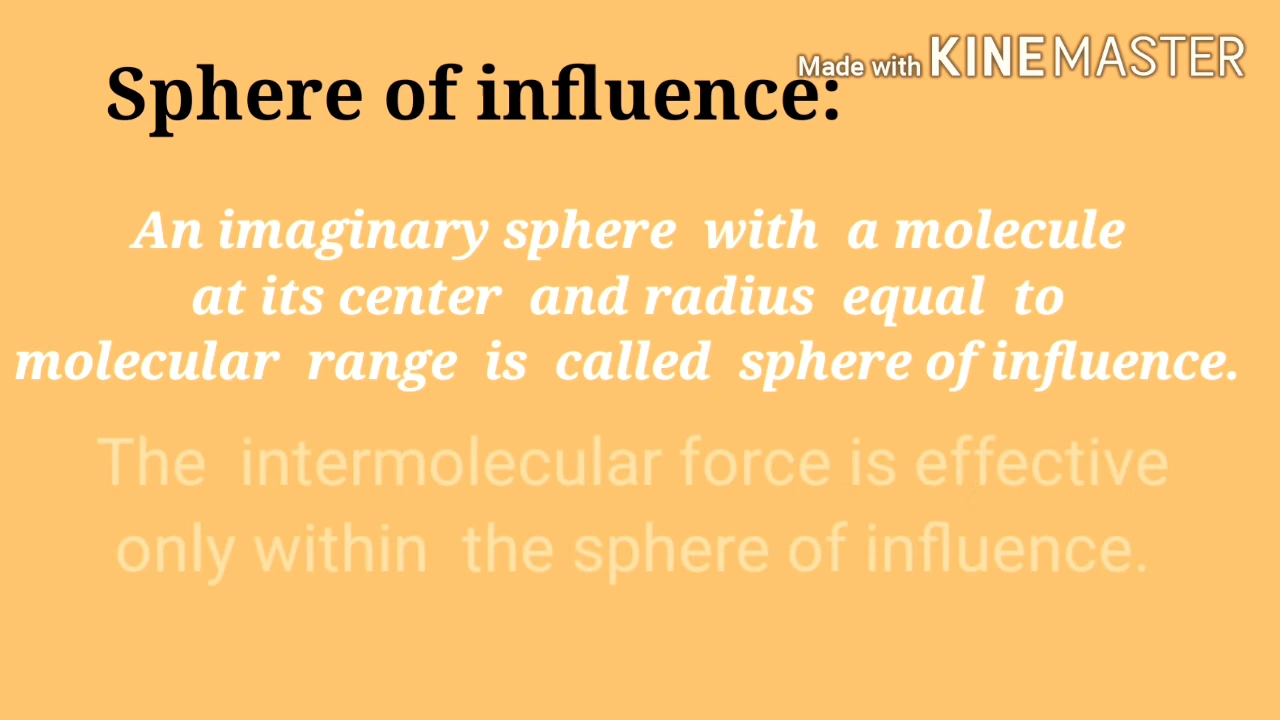 Made with KINEMASTER
Sphere of influence:
An imaginary sphere with a molecule
at its center and radius equal to
molecular range is called sphere of influence.
The intermolecular force is effective
only within the sphere of influence.